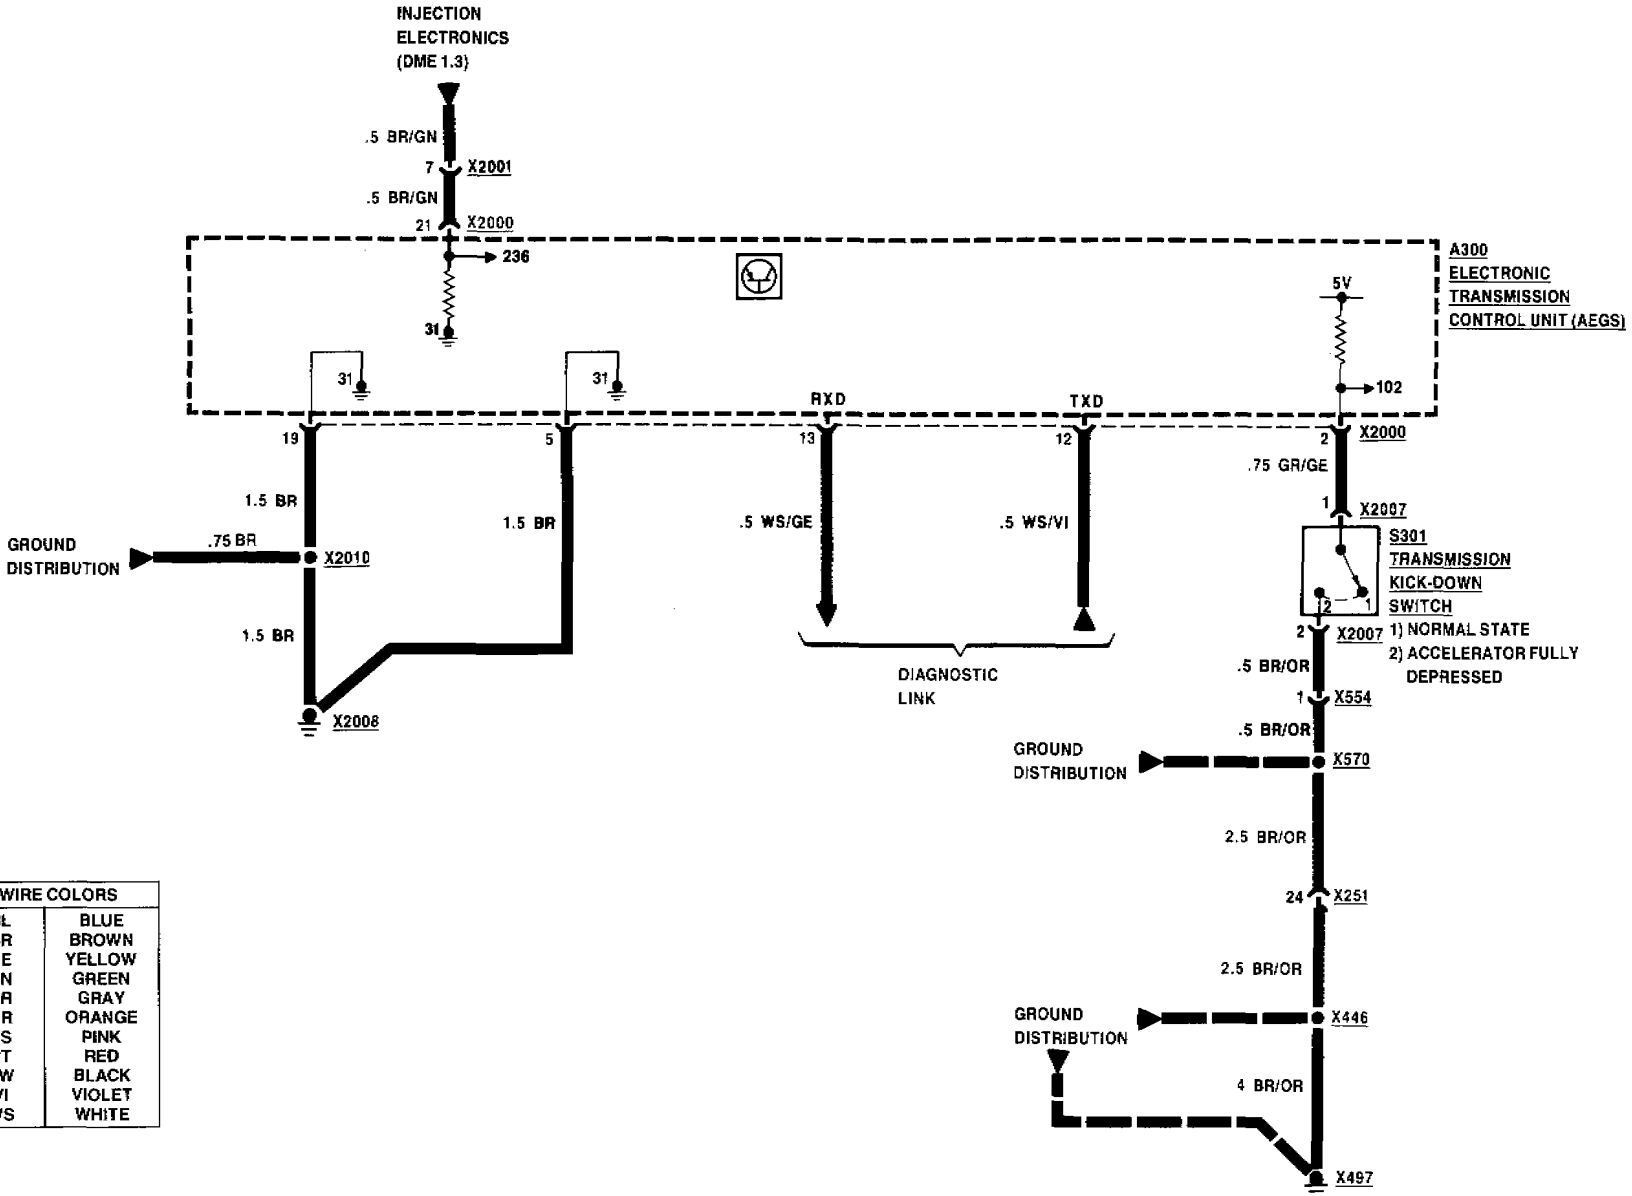 INJECTION
ELECTRONICS
(DME 1.3)
.5 BR/GN
7 X2001
.5 BR/GN
21 X2000
236
31
A300
ELECTRONIC
TRANSMISSION
CONTROL UNIT (AEGS)
5V
102
31
31
RXD
TXD
19
5
13
12
2 X2000
.75 GR/GE
1.5 BR
1.5 BR
.5 WS/GE
.5 WS/VI
1 X2007
GROUND
DISTRIBUTION
.75 BR
X2010
S301
TRANSMISSION
KICK-DOWN
SWITCH
2 1
1) NORMAL STATE
2) ACCELERATOR FULLY
DEPRESSED
1.5 BR
2 X2007
.5 BR/OR
DIAGNOSTIC
LINK
1 X554
X2008
.5 BR/OR
GROUND
DISTRIBUTION
X570
2.5 BR/OR
24 X251
WIRE COLORS
L BLUE
R BROWN
E YELLOW
N GREEN
R GRAY
R ORANGE
S PINK
T RED
W BLACK
VI VIOLET
WS WHITE
2.5 BR/OR
GROUND
DISTRIBUTION
X446
4 BR/OR
X497